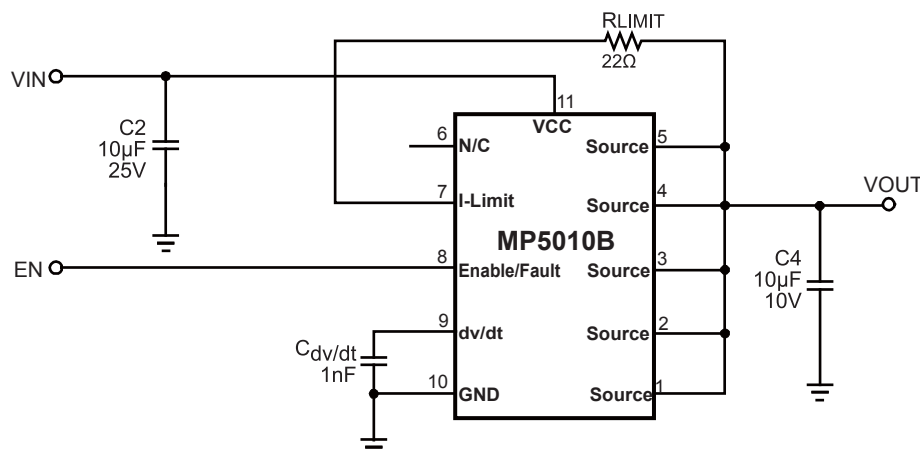 RLIMIT
22Ω
VIN
11
VCC
C2
10µF
25V
6
N/C
Source
5
7
I-Limit
Source
4
VOUT
MP5010B
EN
8
Enable/Fault
Source
3
C4
10µF
10V
9
dv/dt
Source
2
Cdv/dt
1nF
10
GND
Source
1